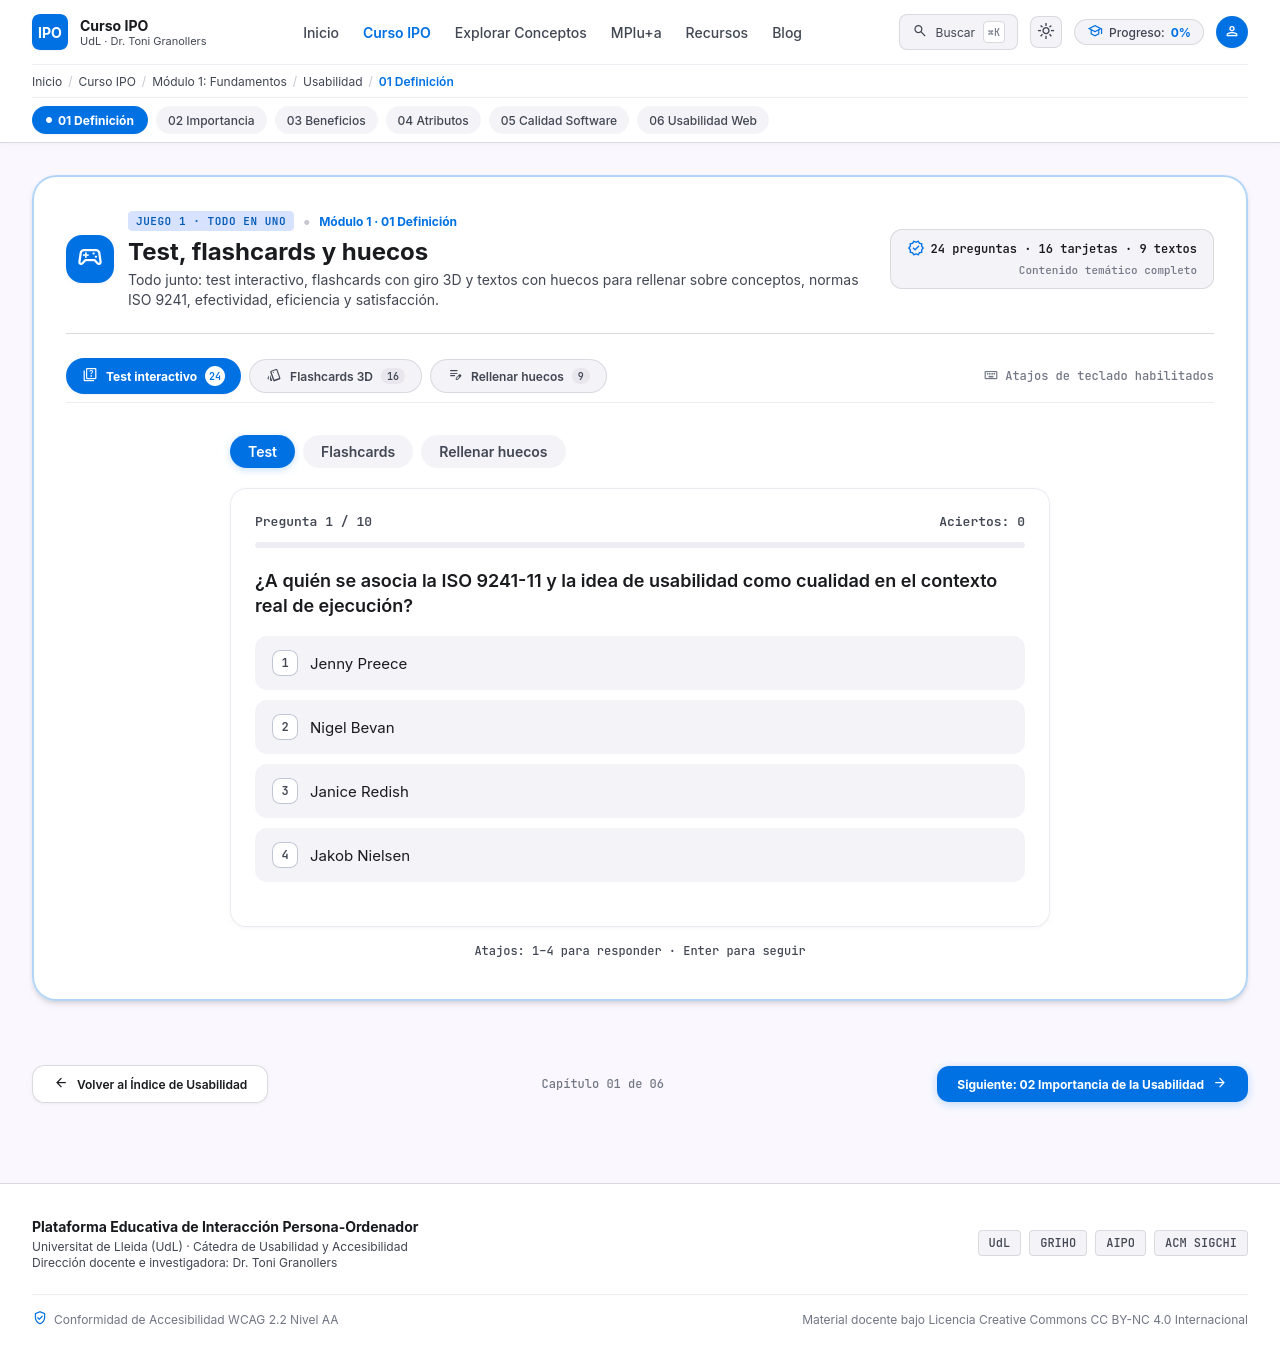 IPO
Curso IPO
UdL · Dr. Toni Granollers
Inicio
Curso IPO
Explorar Conceptos
MPIu+a
Recursos
Blog
Buscar
⌘K
Progreso: 0%
Inicio / Curso IPO / Módulo 1: Fundamentos / Usabilidad / 01 Definición
01 Definición
02 Importancia
03 Beneficios
04 Atributos
05 Calidad Software
06 Usabilidad Web
JUEGO 1 · TODO EN UNO
Módulo 1 · 01 Definición
Test, flashcards y huecos
Todo junto: test interactivo, flashcards con giro 3D y textos con huecos para rellenar sobre conceptos, normas
ISO 9241, efectividad, eficiencia y satisfacción.
24 preguntas · 16 tarjetas · 9 textos
Contenido temático completo
Test interactivo 24
Flashcards 3D 16
Rellenar huecos 9
Atajos de teclado habilitados
Test
Flashcards
Rellenar huecos
Pregunta 1 / 10
Aciertos: 0
¿A quién se asocia la ISO 9241-11 y la idea de usabilidad como cualidad en el contexto
real de ejecución?
1 Jenny Preece
2 Nigel Bevan
3 Janice Redish
4 Jakob Nielsen
Atajos: 1–4 para responder · Enter para seguir
Volver al Índice de Usabilidad
Capítulo 01 de 06
Siguiente: 02 Importancia de la Usabilidad
Plataforma Educativa de Interacción Persona-Ordenador
Universitat de Lleida (UdL) · Cátedra de Usabilidad y Accesibilidad
Dirección docente e investigadora: Dr. Toni Granollers
UdL
GRIHO
AIPO
ACM SIGCHI
Conformidad de Accesibilidad WCAG 2.2 Nivel AA
Material docente bajo Licencia Creative Commons CC BY-NC 4.0 Internacional